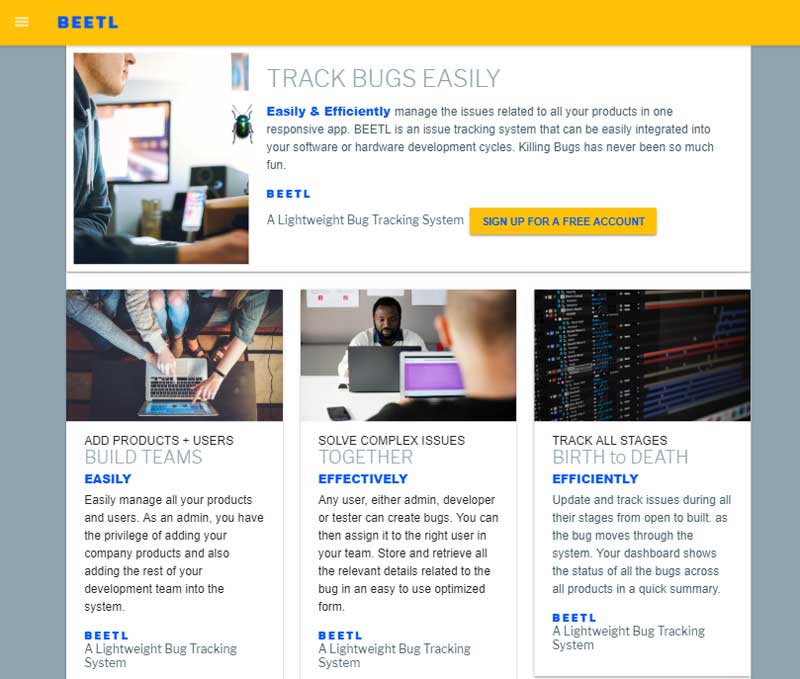 BEETL
TRACK BUGS EASILY
Easily & Efficiently manage the issues related to all your products in one
responsive app. BEETL is an issue tracking system that can be easily integrated into
your software or hardware development cycles. Killing Bugs has never been so much
fun.
BEETL
A Lightweight Bug Tracking System
SIGN UP FOR A FREE ACCOUNT
ADD PRODUCTS + USERS
BUILD TEAMS
EASILY
Easily manage all your products
and users. As an admin, you have
the privilege of adding your
company products and also
adding the rest of your
development team into the
system.
BEETL
A Lightweight Bug Tracking
System
SOLVE COMPLEX ISSUES
TOGETHER
EFFECTIVELY
Any user, either admin, developer
or tester can create bugs. You can
then assign it to the right user in
your team. Store and retrieve all
the relevant details related to the
bug in an easy to use optimized
form.
BEETL
A Lightweight Bug Tracking
System
TRACK ALL STAGES
BIRTH to DEATH
EFFICIENTLY
Update and track issues during all
their stages from open to built. as
the bug moves through the
system. Your dashboard shows
the status of all the bugs across
all products in a quick summary.
BEETL
A Lightweight Bug Tracking
System